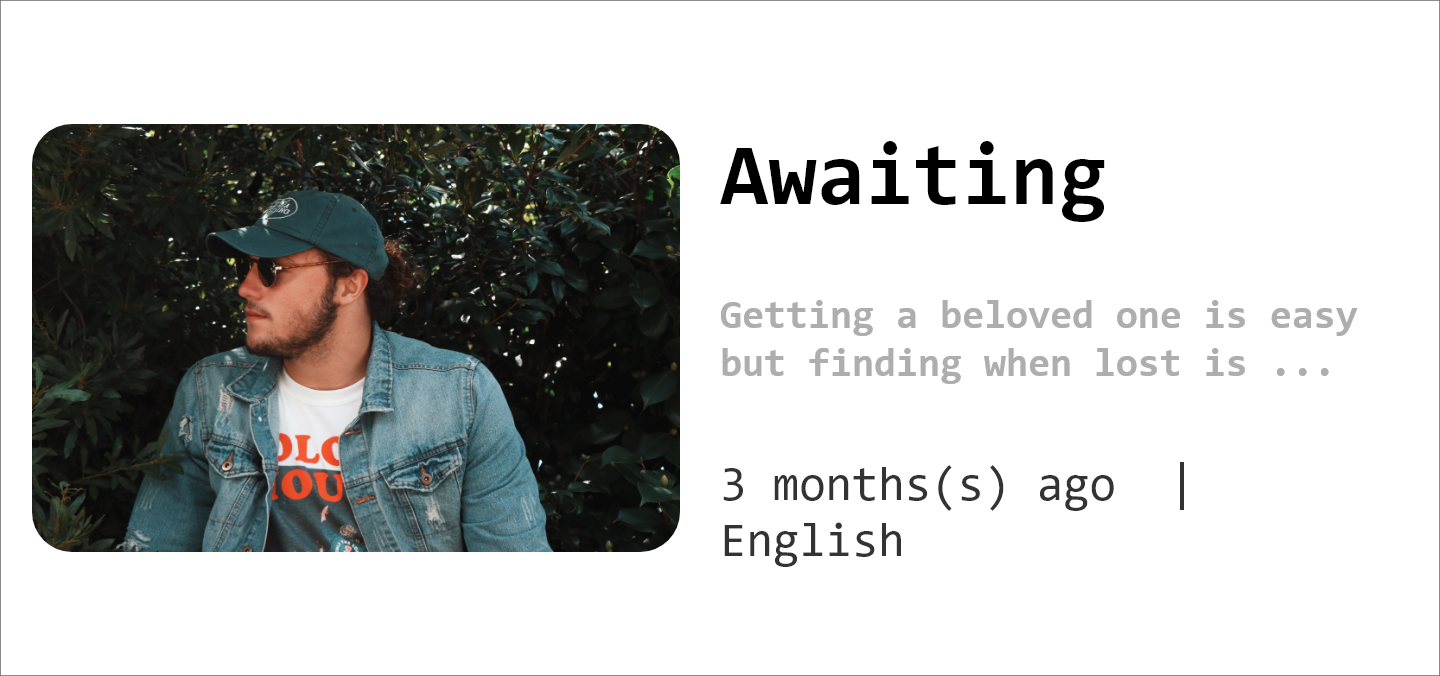 Awaiting
Getting a beloved one is easy
but finding when lost is ...
3 months(s) ago |
English